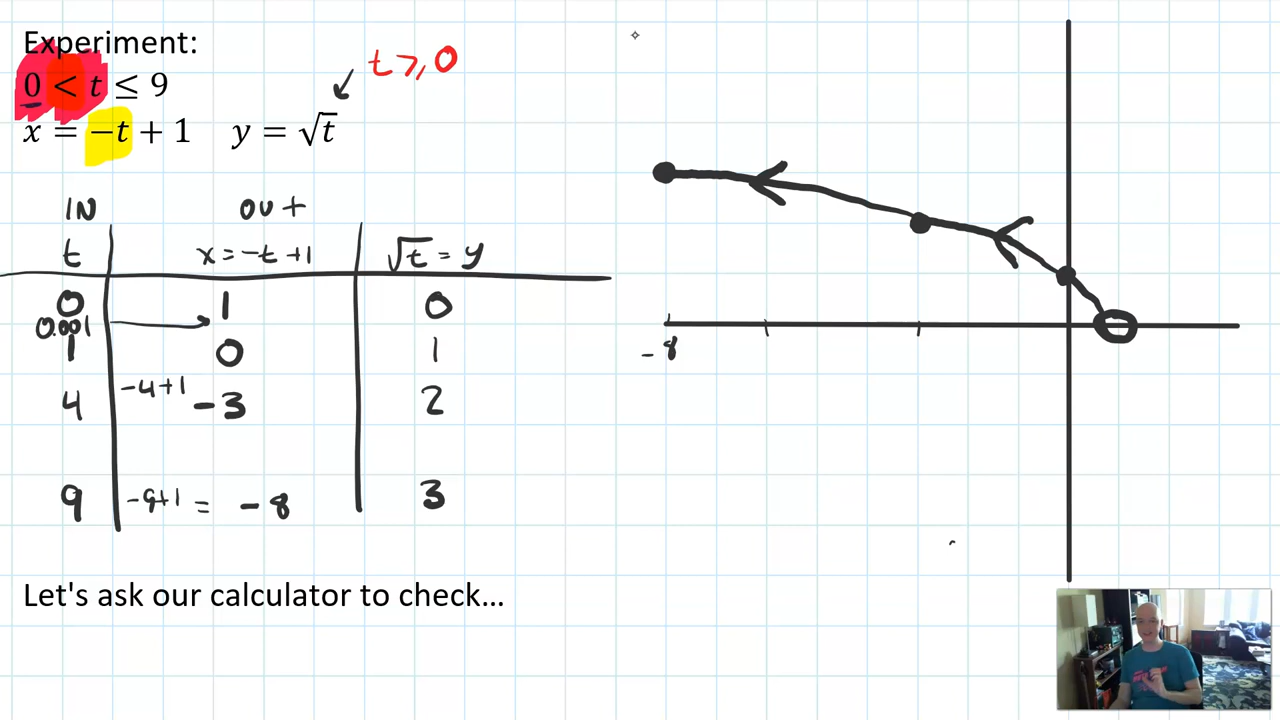 Experiment:
t ≥ 0
0 < t ≤ 9
x = −t + 1 y = √t
IN OUT
t x = -t +1 √t = y
0 1 0
0.001
1 0 1
4 -4+1 -3 2
9 -9+1 = -8 3
-8
Let's ask our calculator to check...